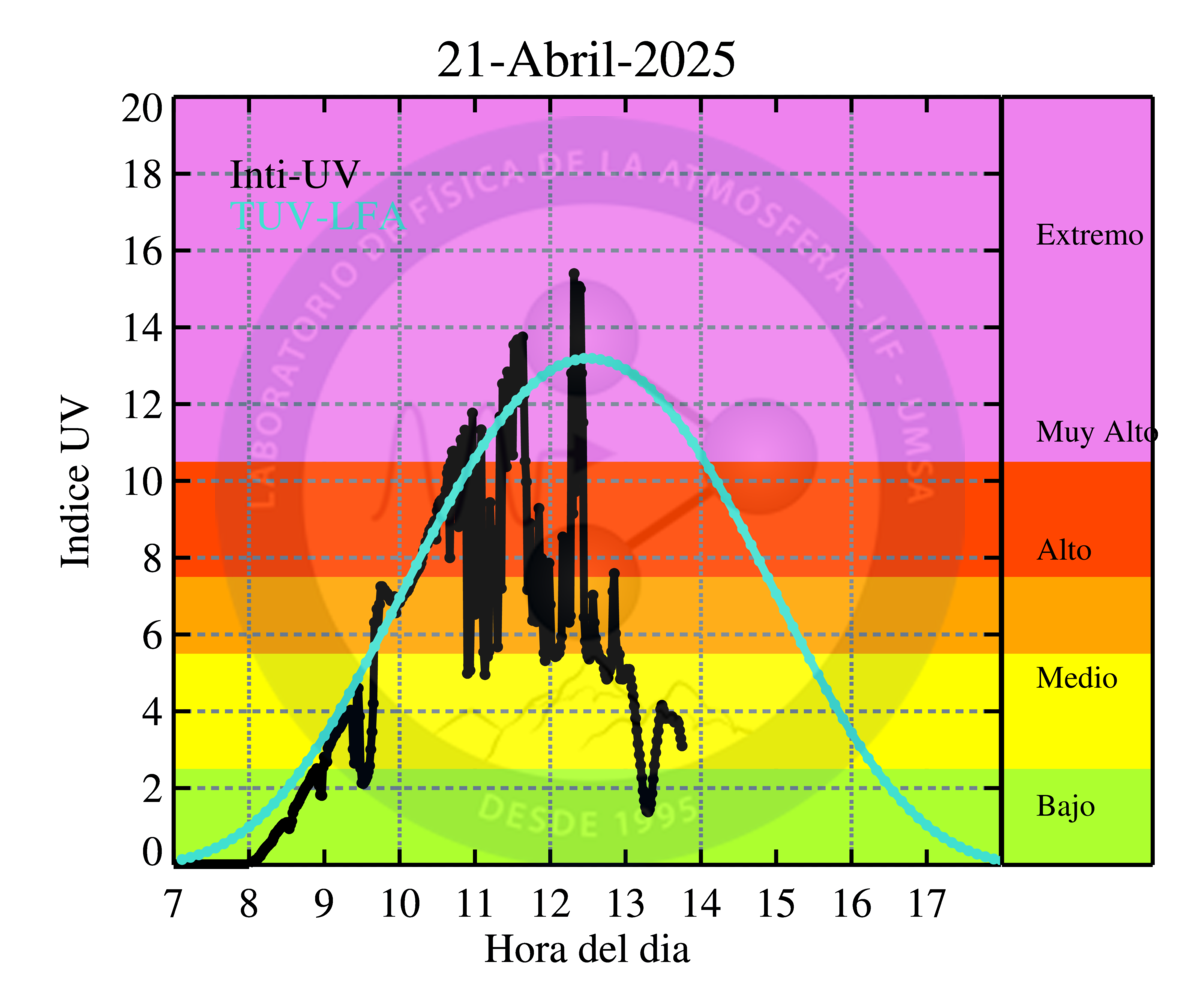 21-Abril-2025
Inti-UV
TUV-LFA
LABORATORIO DE FÍSICA DE LA ATMÓSFERA - IIF - UMSA
DESDE 1995
Indice UV
20
18
16
14
12
10
8
6
4
2
0
7 8 9 10 11 12 13 14 15 16 17
Hora del dia
Extremo
Muy Alto
Alto
Medio
Bajo